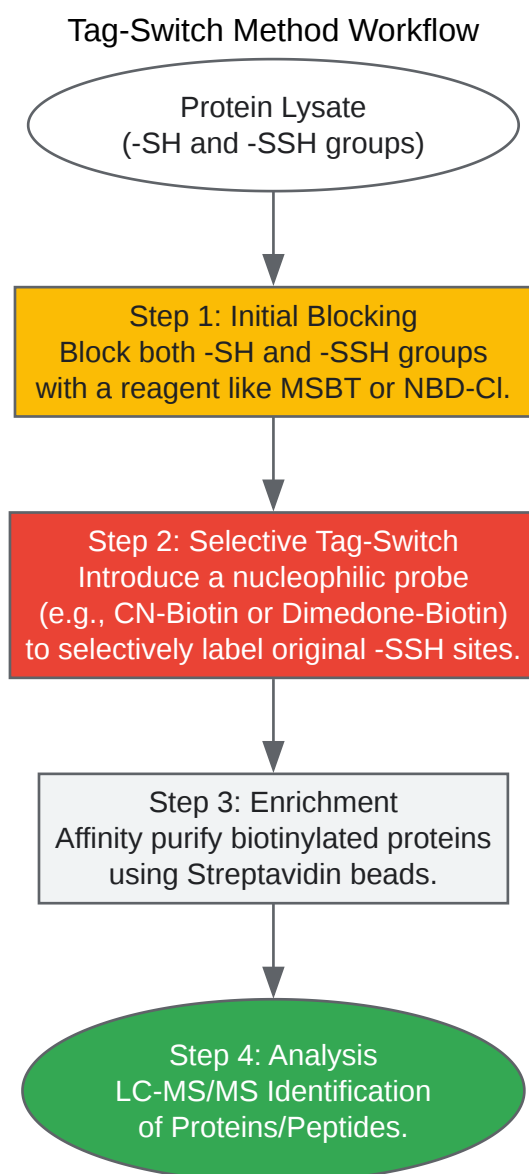 Tag-Switch Method Workflow
Protein Lysate
(-SH and -SSH groups)
Step 1: Initial Blocking
Block both -SH and -SSH groups
with a reagent like MSBT or NBD-Cl.
Step 2: Selective Tag-Switch
Introduce a nucleophilic probe
(e.g., CN-Biotin or Dimedone-Biotin)
to selectively label original -SSH sites.
Step 3: Enrichment
Affinity purify biotinylated proteins
using Streptavidin beads.
Step 4: Analysis
LC-MS/MS Identification
of Proteins/Peptides.